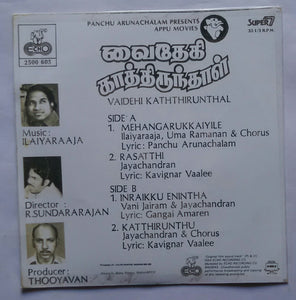 PANCHU ARUNACHALAM PRESENTS
APPU MOVIES
SUPER 7
33-1/3 R.P.M.
ECHO
2500 603
வைதேகி
காத்திருந்தாள்
VAIDEHI KATHTHIRUNTHAL
SIDE A
1. MEHANGARUKKAIYILE
Ilaiyaraaja, Uma Ramanan & Chorus
Lyric: Panchu Arunachalam
2. RASATTHI
Jayachandran
Lyric: Kavignar Vaalee
SIDE B
1. INRAIKKU ENINTHA
Vani Jairam & Jayachandran
Lyric: Gangai Amaren
2. KATTHIRUNTHU
Jayachandran & Chorus
Lyric: Kavignar Vaalee
Music:
ILAIYARAAJA
Director :
R.SUNDARARAJAN
Producer :
THOOYAVAN
ECHO